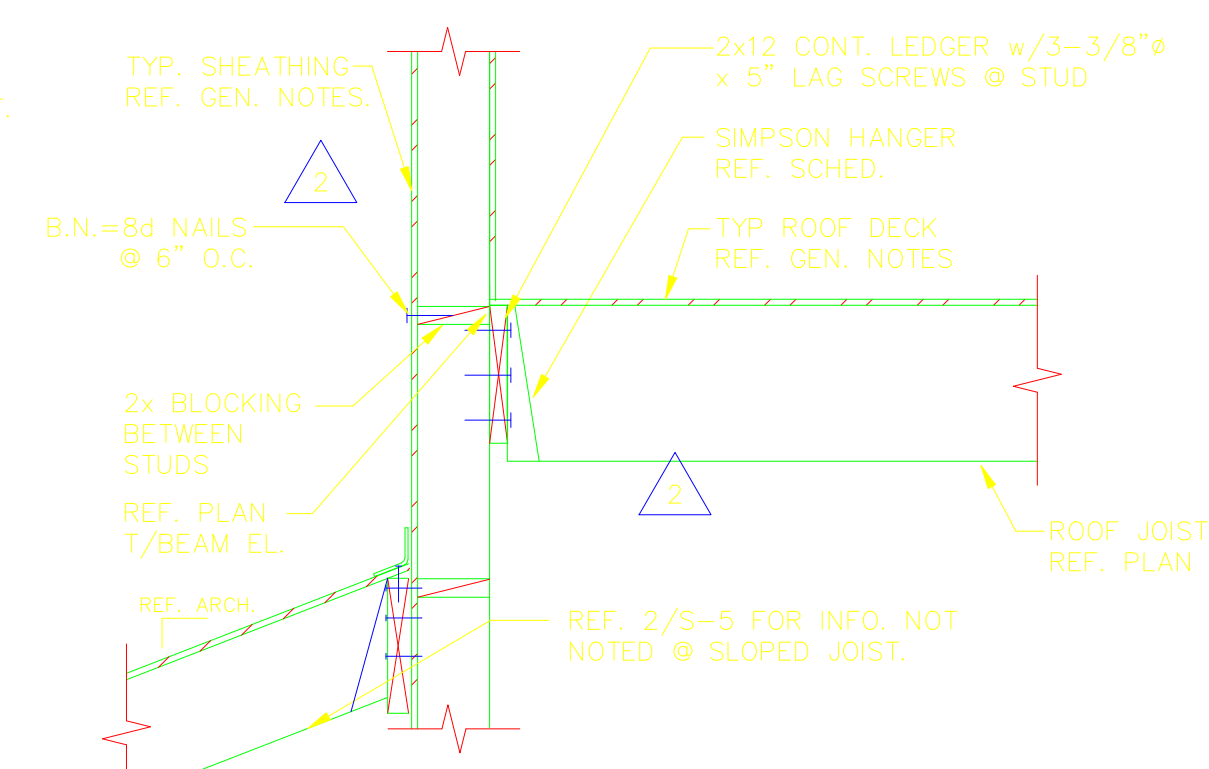 TYP. SHEATHING
REF. GEN. NOTES.
2x12 CONT. LEDGER w/3-3/8"ø
x 5" LAG SCREWS @ STUD
.
SIMPSON HANGER
REF. SCHED.
2
B.N.=8d NAILS
@ 6" O.C.
TYP ROOF DECK
REF. GEN. NOTES
2x BLOCKING
BETWEEN
STUDS
2
REF. PLAN
T/BEAM EL.
ROOF JOIST
REF. PLAN
REF. ARCH.
REF. 2/S-5 FOR INFO. NOT
NOTED @ SLOPED JOIST.